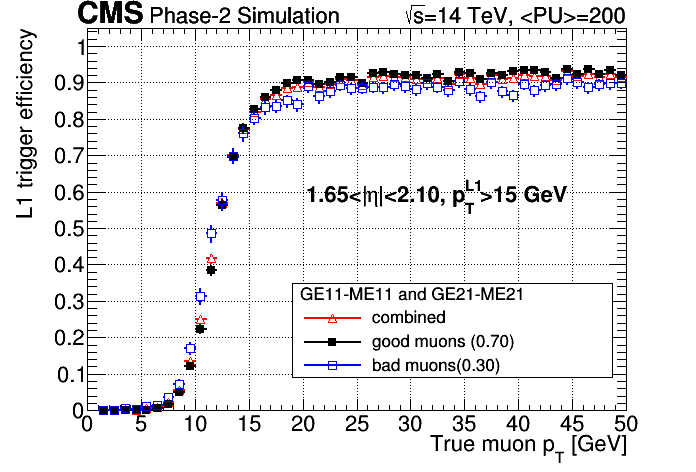 CMS Phase-2 Simulation √s=14 TeV, <PU>=200
L1 trigger efficiency
1
0.9
0.8
0.7
0.6
0.5
0.4
0.3
0.2
0.1
0
1.65<|η|<2.10, p_T^L1>15 GeV
GE11-ME11 and GE21-ME21
combined
good muons (0.70)
bad muons(0.30)
0 5 10 15 20 25 30 35 40 45 50
True muon p_T [GeV]